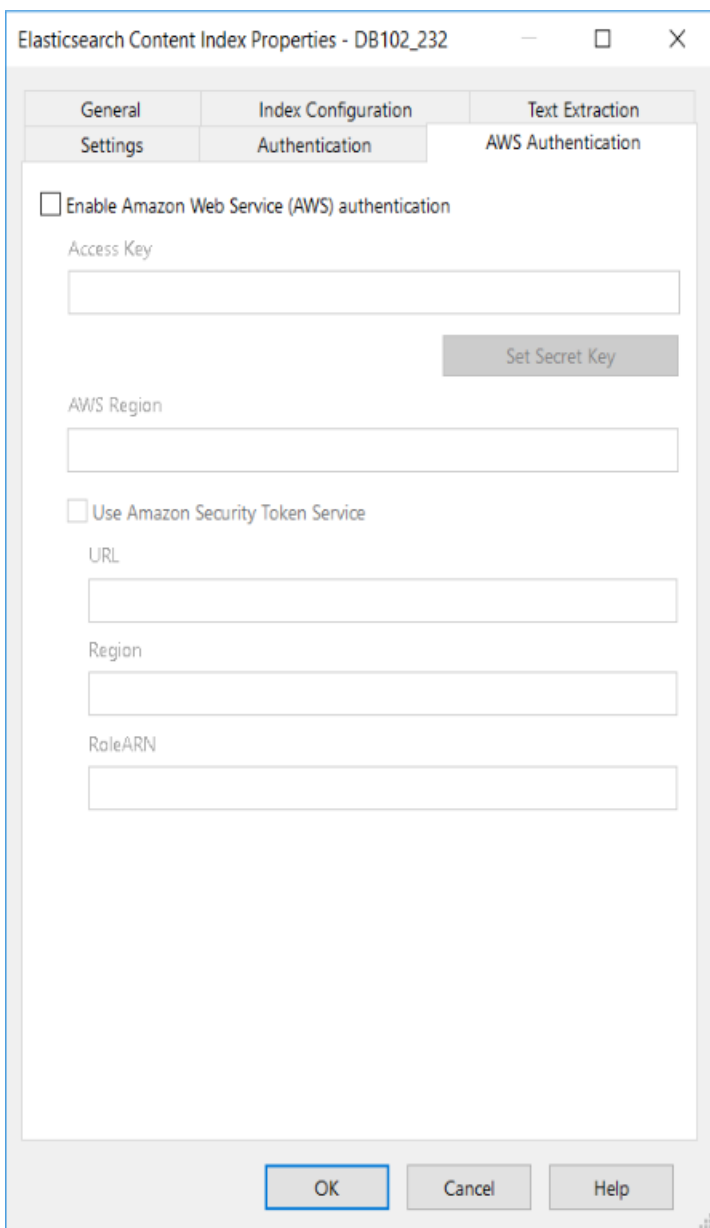 Elasticsearch Content Index Properties - DB102_232
General Index Configuration Text Extraction
Settings Authentication AWS Authentication
Enable Amazon Web Service (AWS) authentication
Access Key
Set Secret Key
AWS Region
Use Amazon Security Token Service
URL
Region
RoleARN
OK Cancel Help